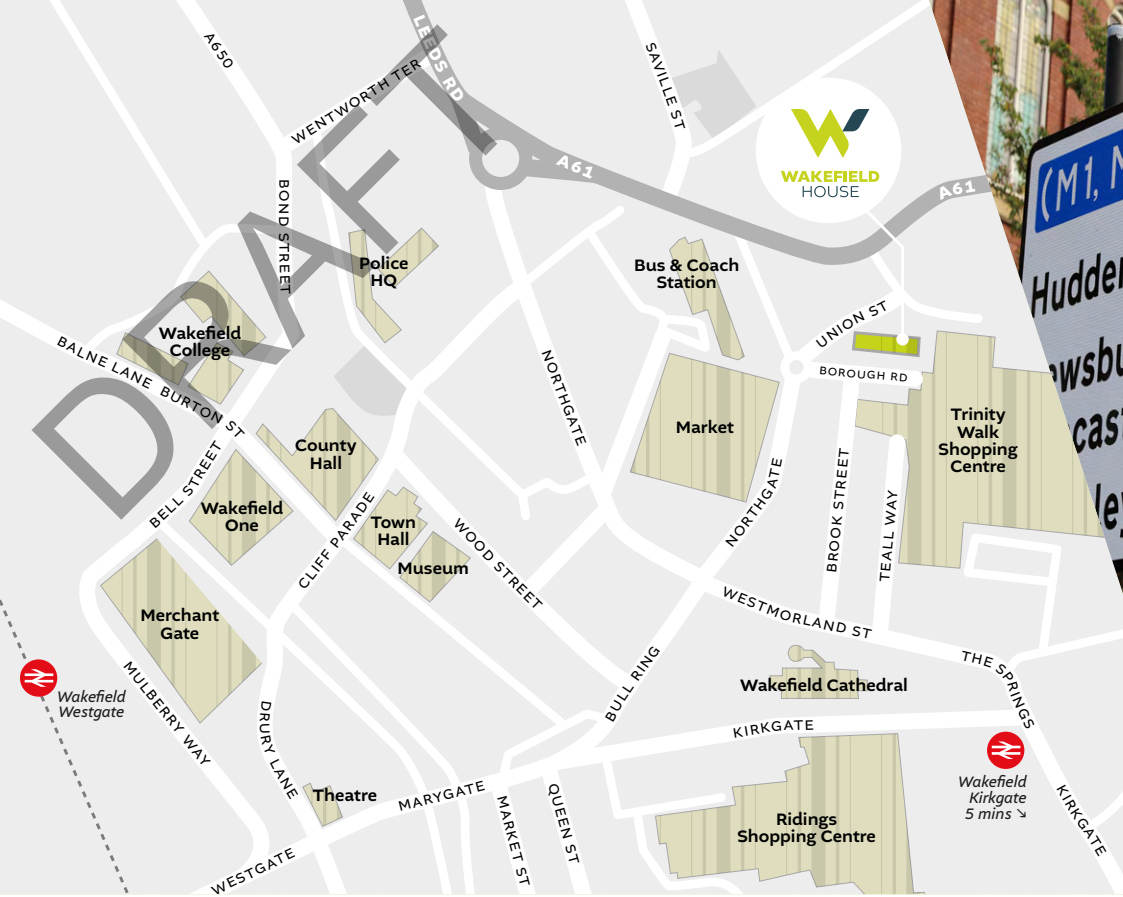 A650
LEEDS RD
WENTWORTH TER
SAVILLE ST
A61
A61
WAKEFIELD
HOUSE
(M1,
BOND STREET
DRAFT
Police
HQ
Bus & Coach
Station
UNION ST
Wakefield
College
BALNE LANE
BURTON ST
NORTHGATE
BOROUGH RD
Market
Trinity
Walk
Shopping
Centre
County
Hall
BELL STREET
Wakefield
One
CLIFF PARADE
Town
Hall
WOOD STREET
Museum
NORTHGATE
BROOK STREET
TEALL WAY
WESTMORLAND ST
Merchant
Gate
THE SPRINGS
Wakefield
Westgate
MULBERRY WAY
BULL RING
Wakefield Cathedral
DRURY LANE
KIRKGATE
Wakefield
Kirkgate
5 mins ↘
Theatre
MARYGATE
MARKET ST
QUEEN ST
Ridings
Shopping Centre
KIRKGATE
WESTGATE